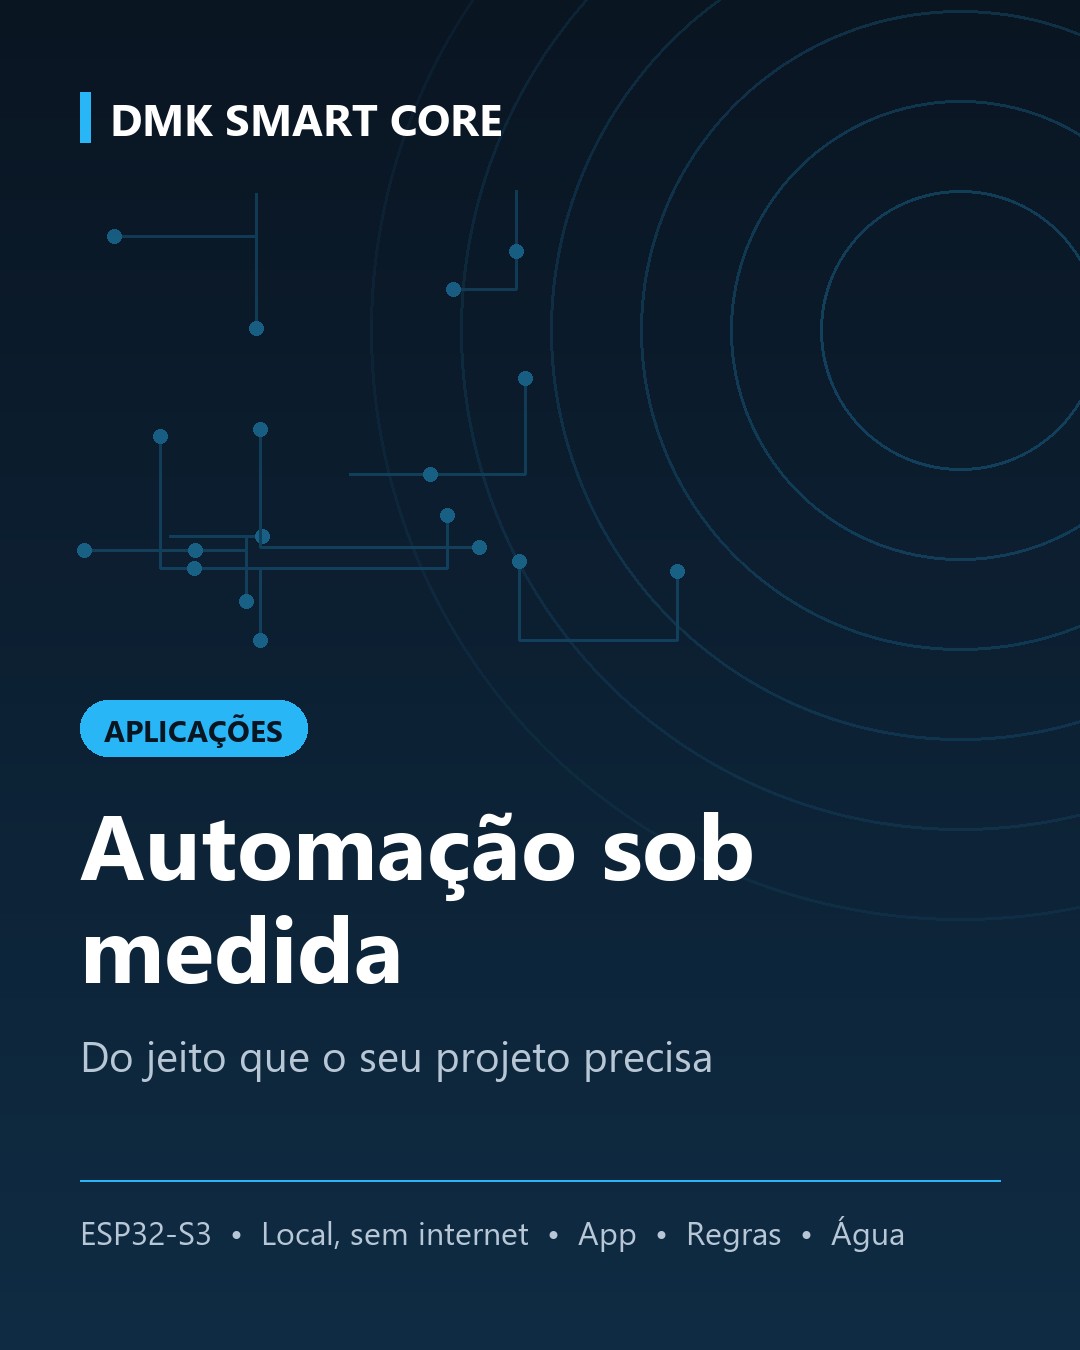 DMK SMART CORE
APLICAÇÕES
Automação sob
medida
Do jeito que o seu projeto precisa
ESP32-S3 • Local, sem internet • App • Regras • Água